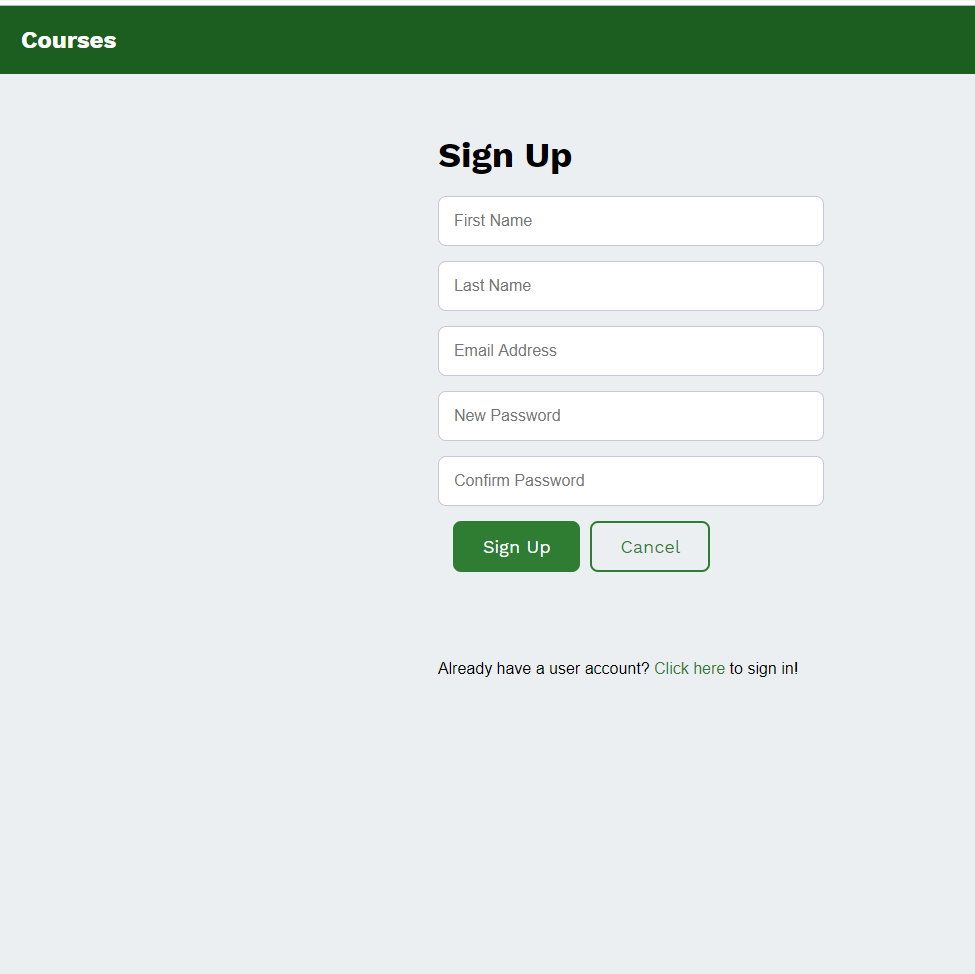 Courses
Sign Up
First Name
Last Name
Email Address
New Password
Confirm Password
Sign Up Cancel
Already have a user account? Click here to sign in!